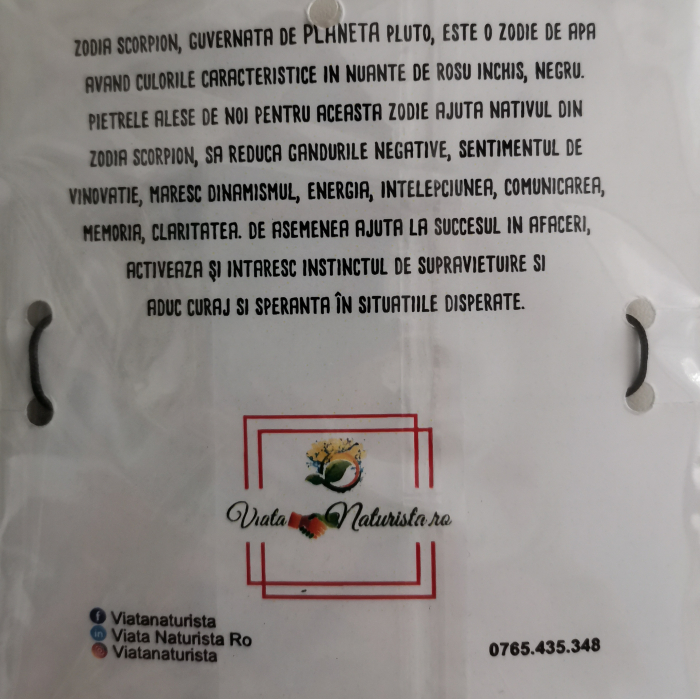 ZODIA SCORPION, GUVERNATA DE PLANETA PLUTO, ESTE O ZODIE DE APA
AVAND CULORILE CARACTERISTICE IN NUANTE DE ROSU INCHIS, NEGRU.
PIETRELE ALESE DE NOI PENTRU ACEASTA ZODIE AJUTA NATIVUL DIN
ZODIA SCORPION, SA REDUCA GANDURILE NEGATIVE, SENTIMENTUL DE
VINOVATIE, MARESC DINAMISMUL, ENERGIA, INTELEPCIUNEA, COMUNICAREA,
MEMORIA, CLARITATEA. DE ASEMENEA AJUTA LA SUCCESUL IN AFACERI,
ACTIVEAZA ŞI INTARESC INSTINCTUL DE SUPRAVIETUIRE SI
ADUC CURAJ SI SPERANTA ÎN SITUATIILE DISPERATE.
Viata Naturista.ro
Viatanaturista
Viata Naturista Ro
Viatanaturista
0765.435.348